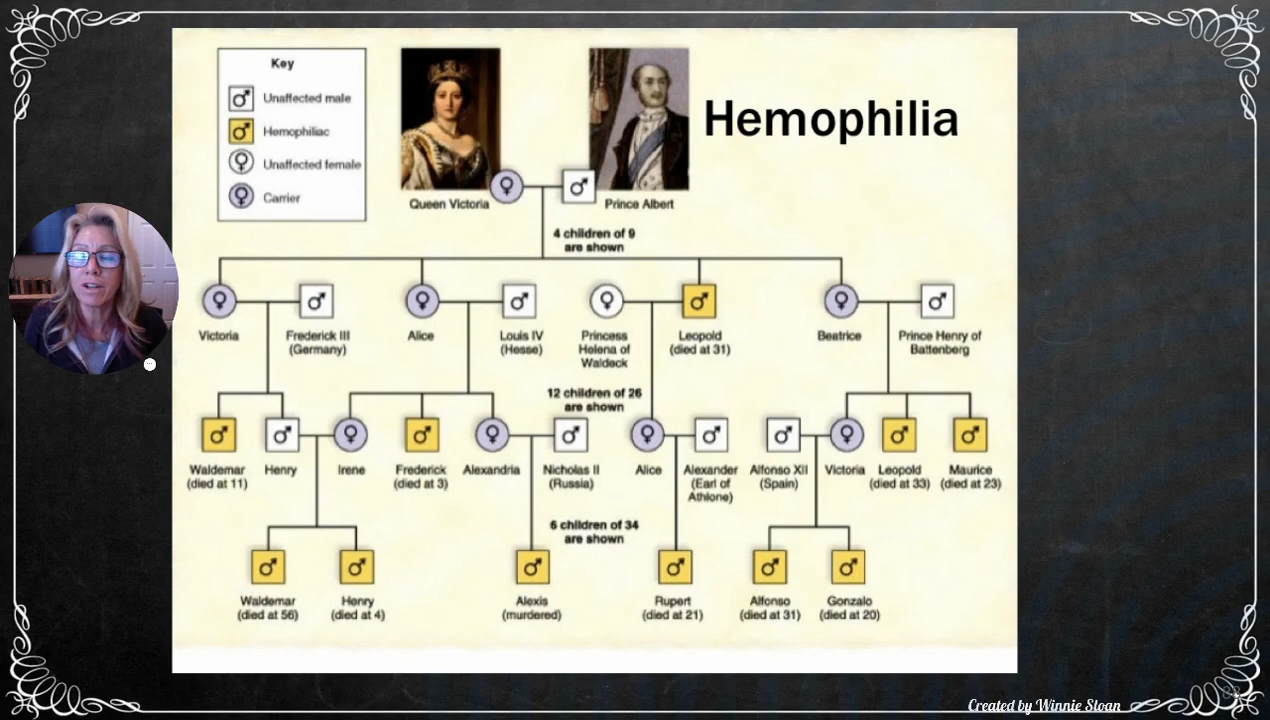 Key
Unaffected male
Hemophiliac
Unaffected female
Carrier
Hemophilia
Queen Victoria
Prince Albert
4 children of 9
are shown
Victoria
Frederick III
(Germany)
Alice
Louis IV
(Hesse)
Princess
Helena of
Waldeck
Leopold
(died at 31)
Beatrice
Prince Henry of
Battenberg
12 children of 26
are shown
Waldemar
(died at 11)
Henry
Irene
Frederick
(died at 3)
Alexandria
Nicholas II
(Russia)
Alice
Alexander
(Earl of
Athlone)
Alfonso XII
(Spain)
Victoria
Leopold
(died at 33)
Maurice
(died at 23)
6 children of 34
are shown
Waldemar
(died at 56)
Henry
(died at 4)
Alexis
(murdered)
Rupert
(died at 21)
Alfonso
(died at 31)
Gonzalo
(died at 20)
Created by Winnie Sloan